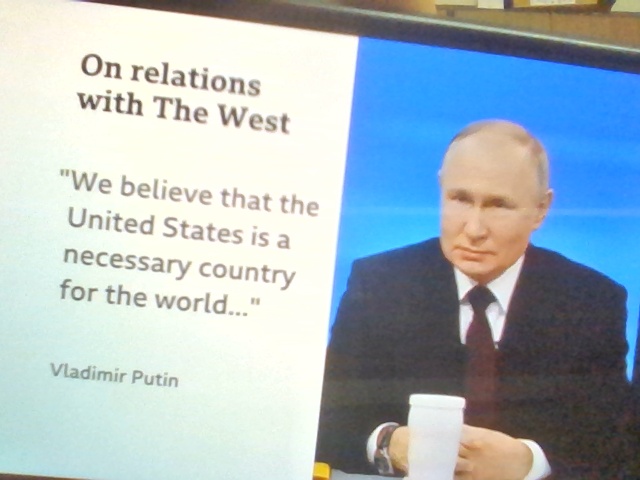 On relations
with The West
"We believe that the
United States is a
necessary country
for the world..."
Vladimir Putin